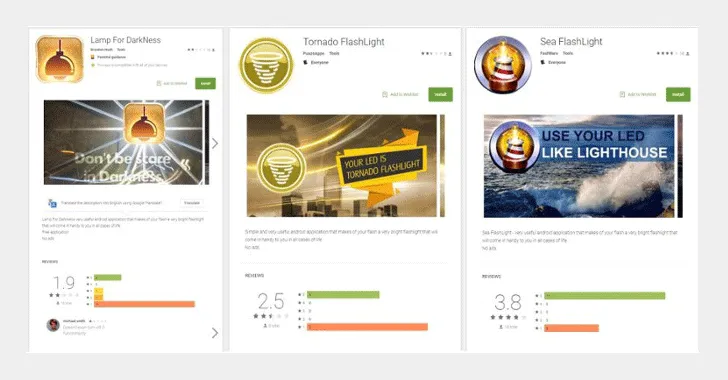 Lamp For DarkNess
Tools
Parental guidance
Add to Wishlist
Install
Don't be scare
in Darkness
Translate the description into English using Google Translate?
Translate
Lamp For Darkness very useful android application that makes of your flash a very bright flashlight
that will come in handy to you in all cases of life.
Free application
No ads
REVIEWS
1.9
Tornado FlashLight
Tools
Everyone
Add to Wishlist
Install
YOUR LED IS
TORNADO FLASHLIGHT
Simple and very useful android application that makes of your flash a very bright flashlight that will
come in handy to you in all cases of life
No ads.
REVIEWS
2.5
Sea FlashLight
Tools
Everyone
Add to Wishlist
Install
USE YOUR LED
LIKE LIGHTHOUSE
Sea FlashLight - very useful android application that makes of your flash a very bright flashlight that will
come in handy to you in all cases of life.
No ads.
REVIEWS
3.8